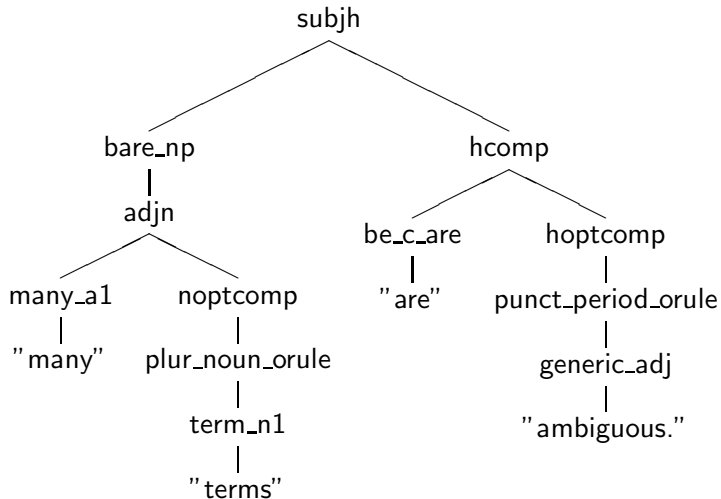 subjh
bare_np hcomp
adjn be_c_are hoptcomp
many_a1 noptcomp "are" punct_period_orule
"many" plur_noun_orule generic_adj
term_n1 "ambiguous."
"terms"